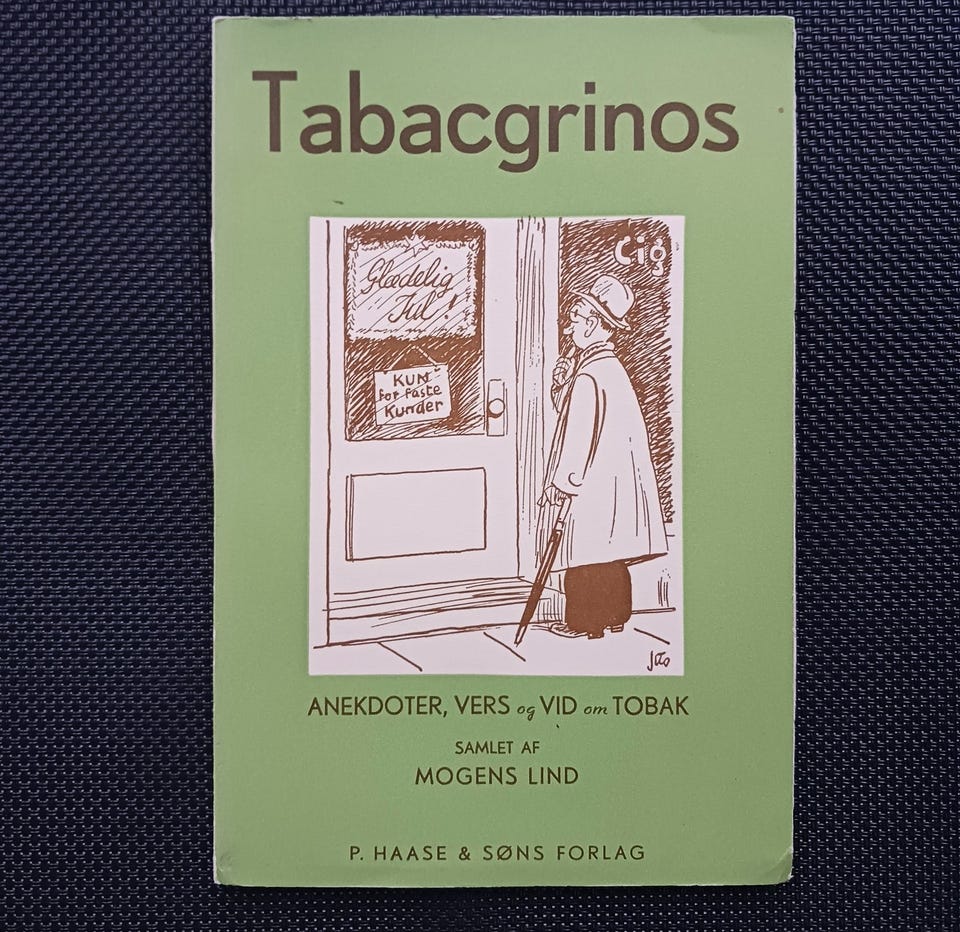 Tabacgrinos
Glædelig
Jul!
Cig
KUN
for faste
Kunder
ANEKDOTER, VERS og VID om TOBAK
SAMLET AF
MOGENS LIND
P. HAASE & SØNS FORLAG